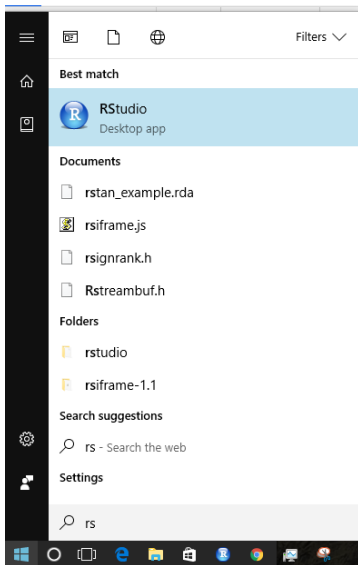 Filters
Best match
R
RStudio
Desktop app
Documents
rstan_example.rda
rsiframe.js
rsignrank.h
Rstreambuf.h
Folders
rstudio
rsiframe-1.1
Search suggestions
rs - Search the web
Settings
rs